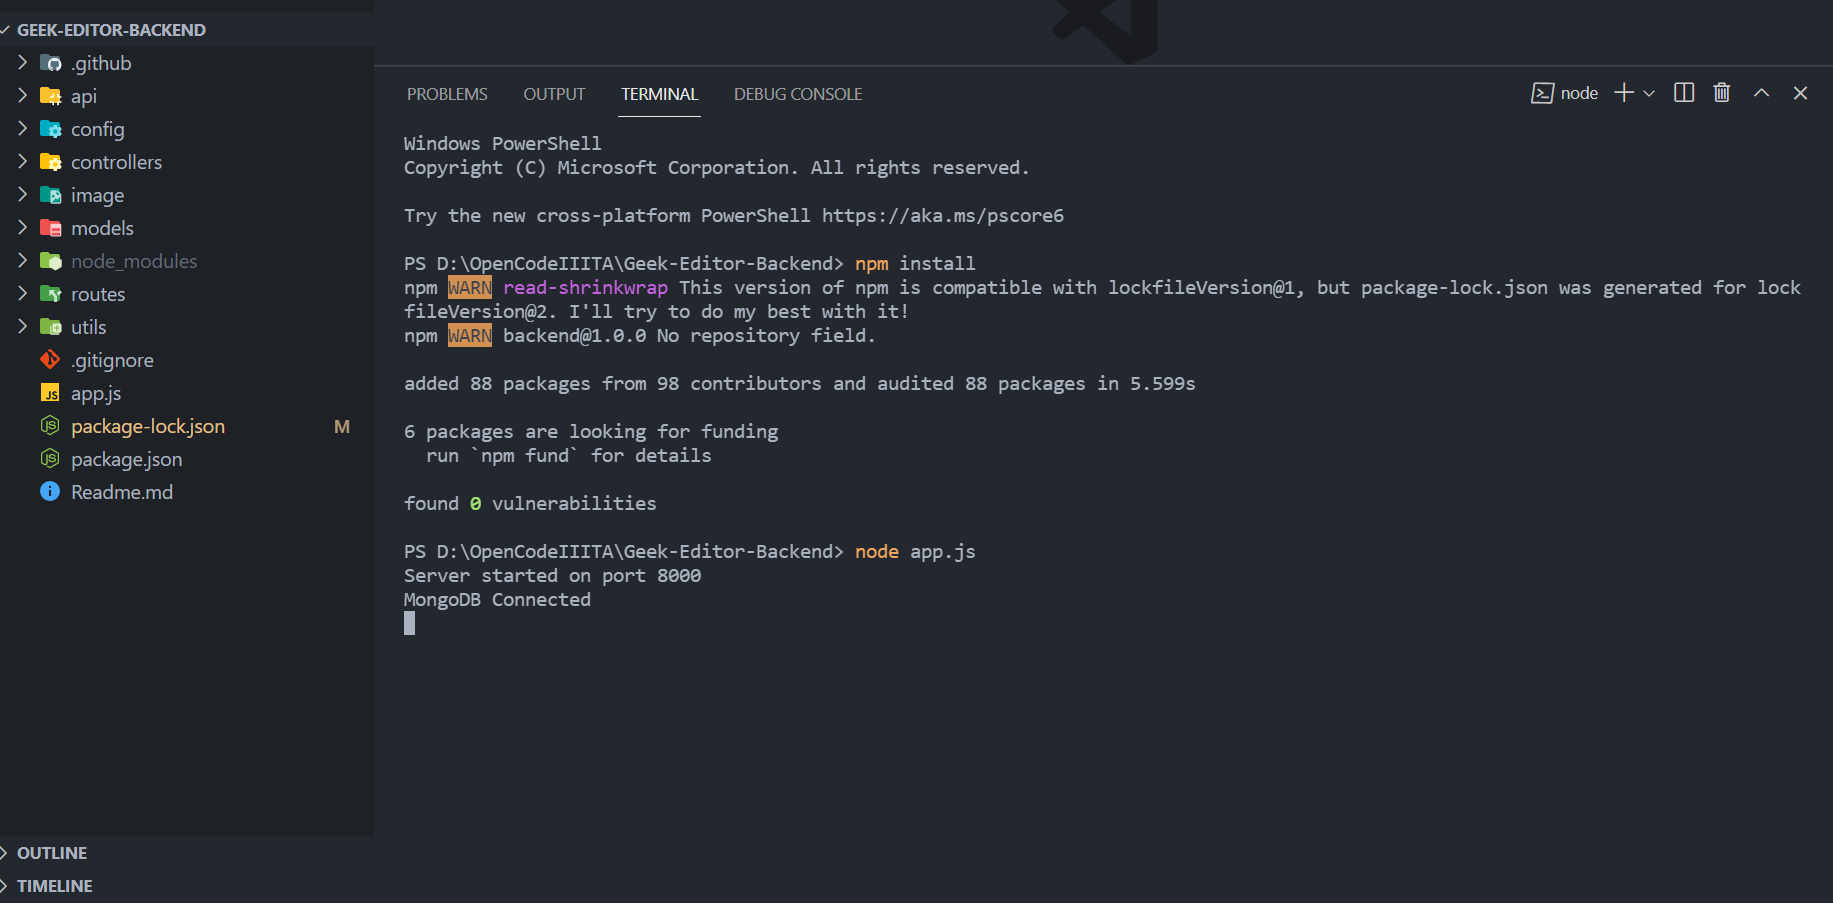 GEEK-EDITOR-BACKEND
.github
api
config
controllers
image
models
node_modules
routes
utils
.gitignore
JS app.js
JS package-lock.json M
JS package.json
Readme.md
OUTLINE
TIMELINE
PROBLEMS OUTPUT TERMINAL DEBUG CONSOLE node
Windows PowerShell
Copyright (C) Microsoft Corporation. All rights reserved.
Try the new cross-platform PowerShell https://aka.ms/pscore6
PS D:\OpenCodeIIITA\Geek-Editor-Backend> npm install
npm WARN read-shrinkwrap This version of npm is compatible with lockfileVersion@1, but package-lock.json was generated for lock
fileVersion@2. I'll try to do my best with it!
npm WARN backend@1.0.0 No repository field.
added 88 packages from 98 contributors and audited 88 packages in 5.599s
6 packages are looking for funding
run `npm fund` for details
found 0 vulnerabilities
PS D:\OpenCodeIIITA\Geek-Editor-Backend> node app.js
Server started on port 8000
MongoDB Connected